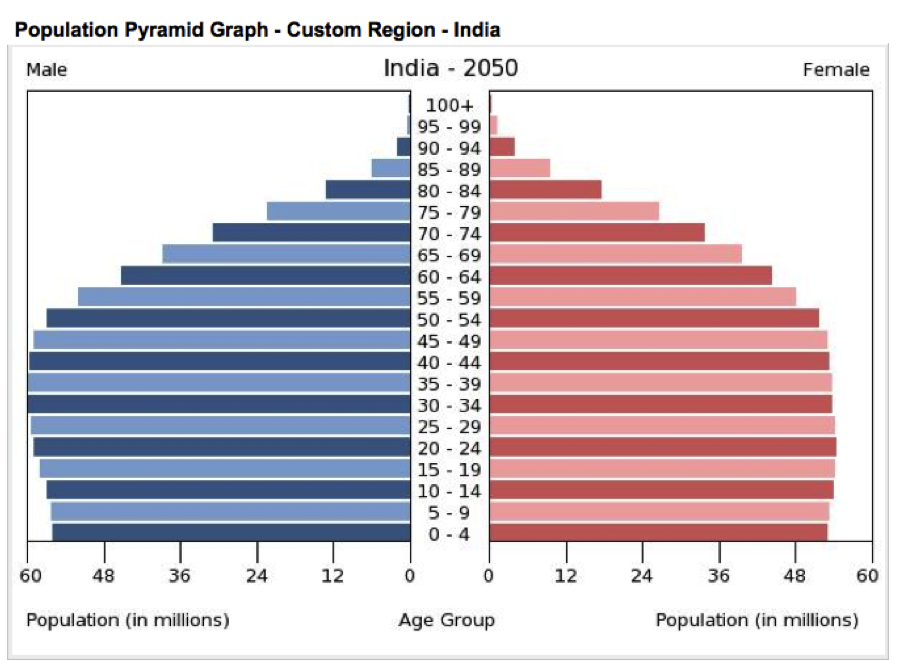 Population Pyramid Graph - Custom Region - India
Male India - 2050 Female
100+
95 - 99
90 - 94
85 - 89
80 - 84
75 - 79
70 - 74
65 - 69
60 - 64
55 - 59
50 - 54
45 - 49
40 - 44
35 - 39
30 - 34
25 - 29
20 - 24
15 - 19
10 - 14
5 - 9
0 - 4
60 48 36 24 12 0 0 12 24 36 48 60
Population (in millions) Age Group Population (in millions)